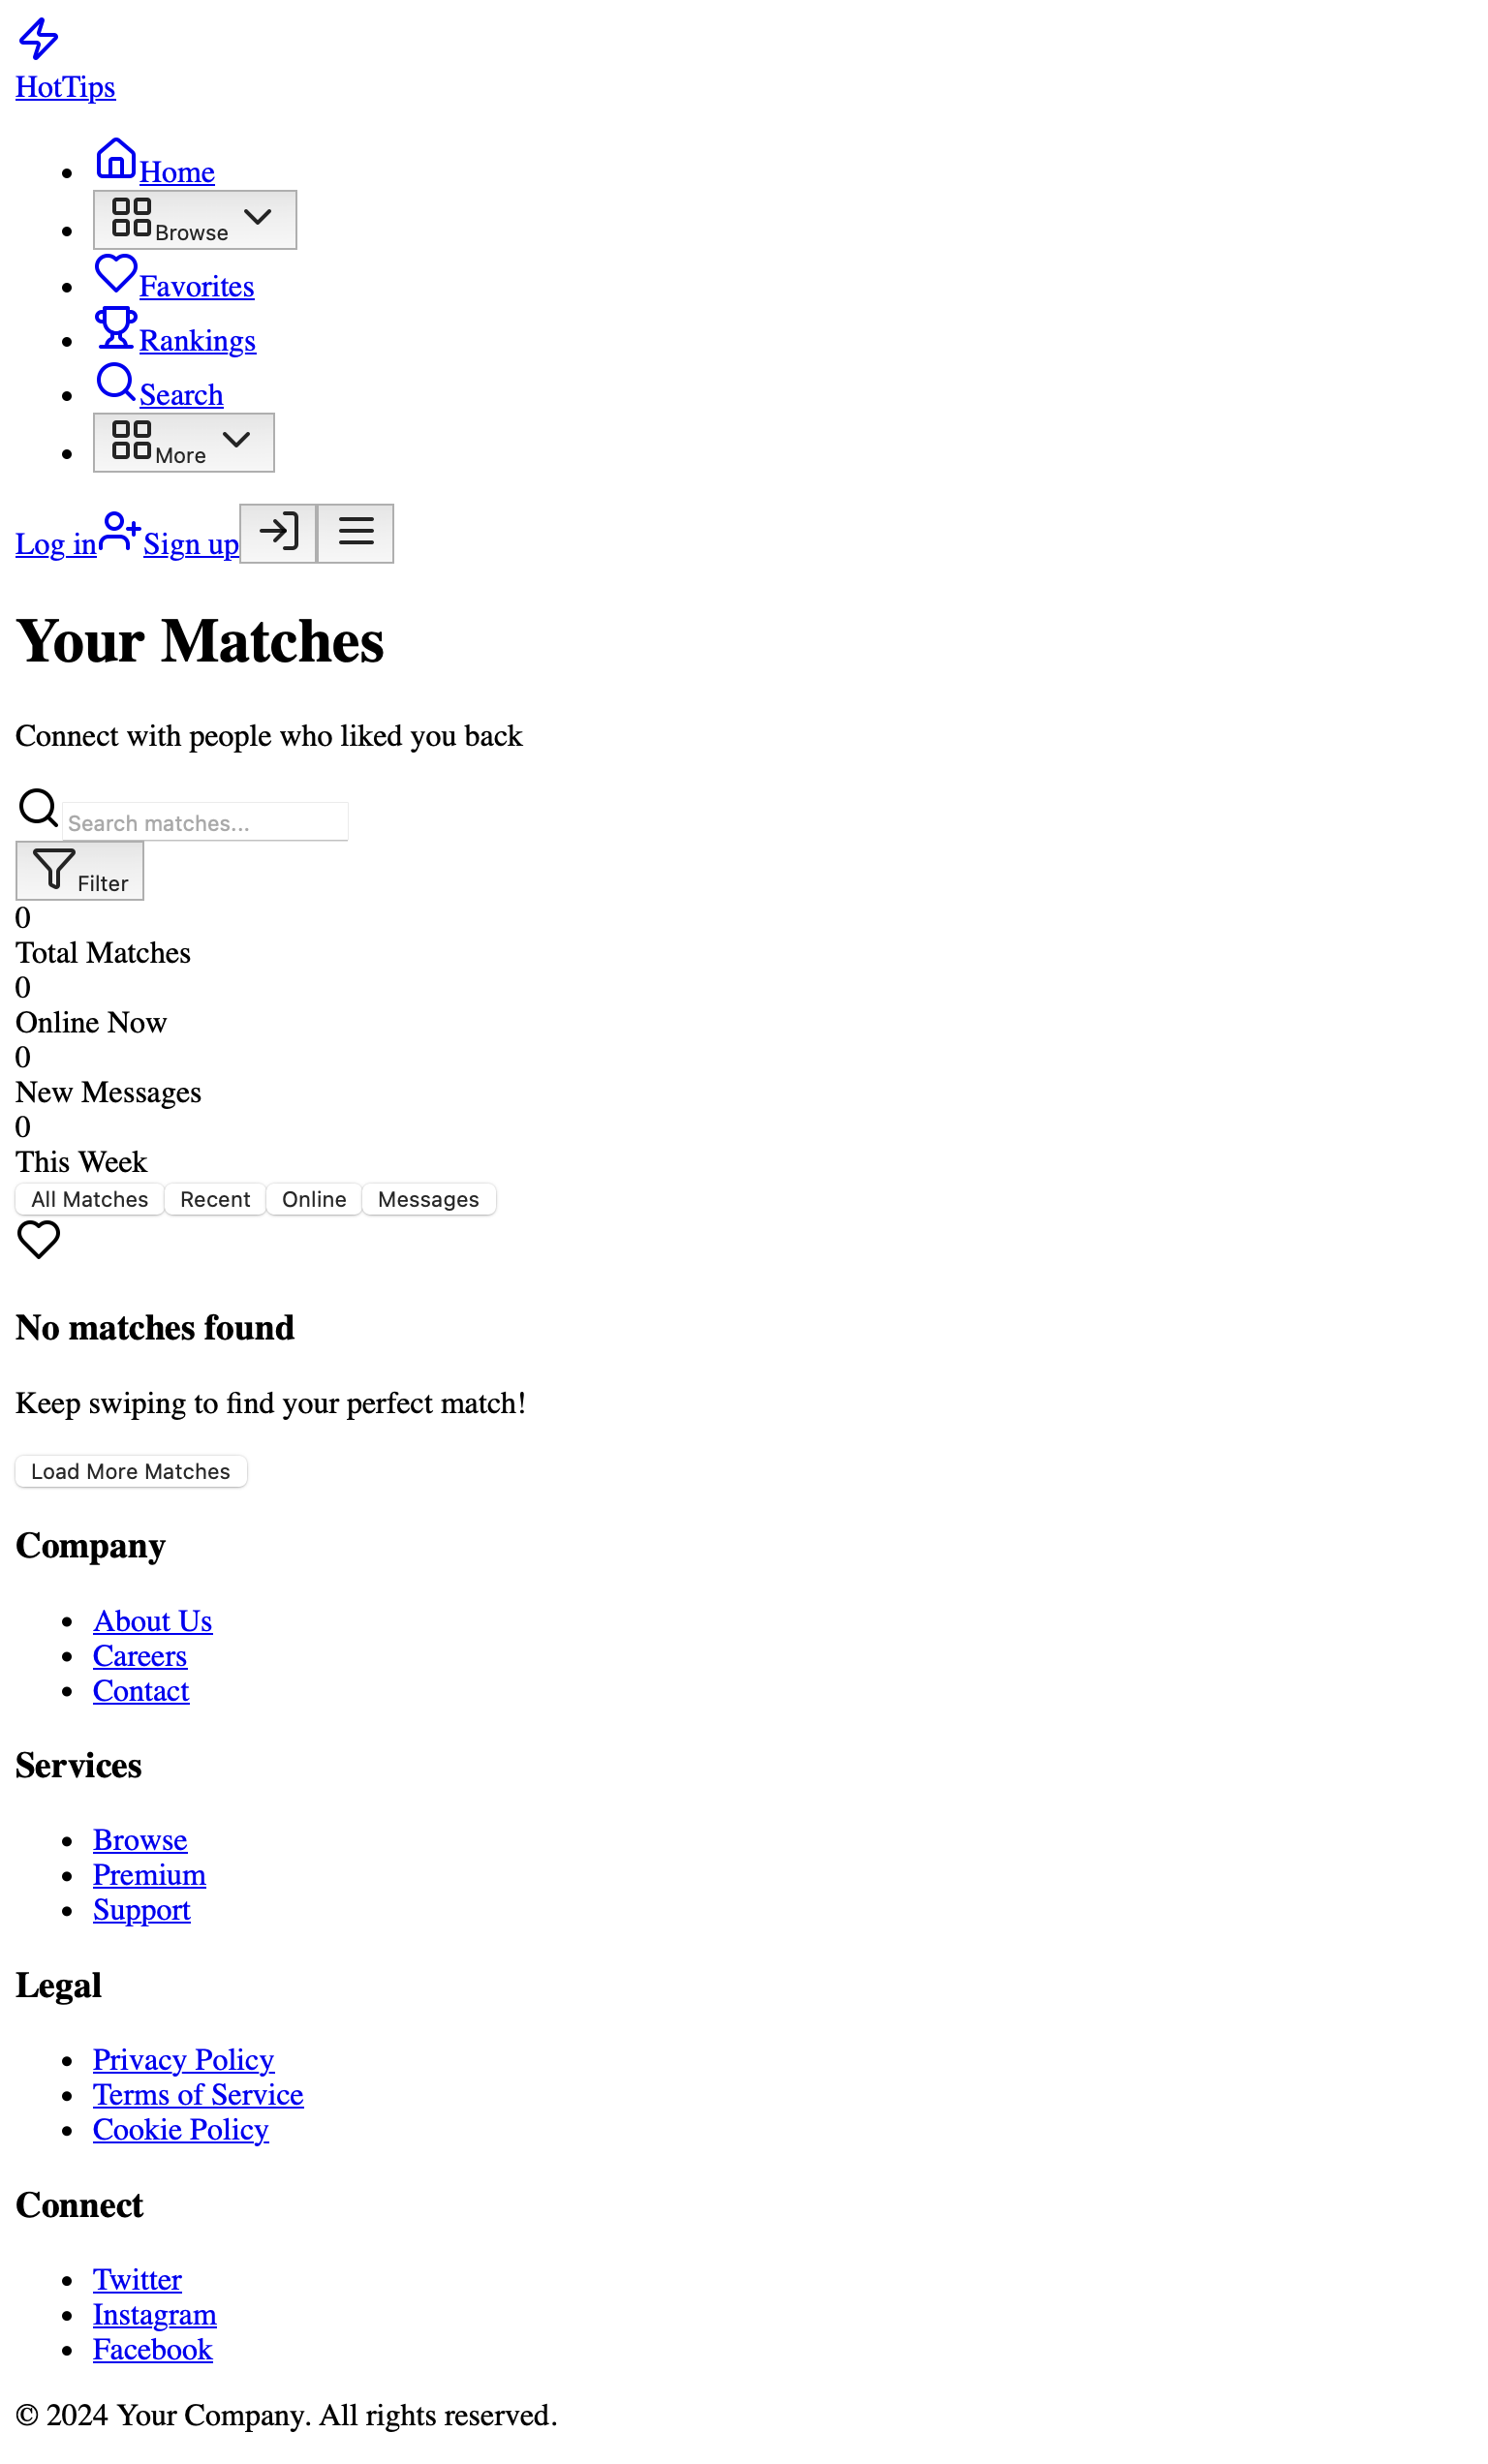 HotTips
Home
Browse
Favorites
Rankings
Search
More
Log in Sign up
Your Matches
Connect with people who liked you back
Search matches...
Filter
0
Total Matches
0
Online Now
0
New Messages
0
This Week
All Matches Recent Online Messages
No matches found
Keep swiping to find your perfect match!
Load More Matches
Company
About Us
Careers
Contact
Services
Browse
Premium
Support
Legal
Privacy Policy
Terms of Service
Cookie Policy
Connect
Twitter
Instagram
Facebook
© 2024 Your Company. All rights reserved.